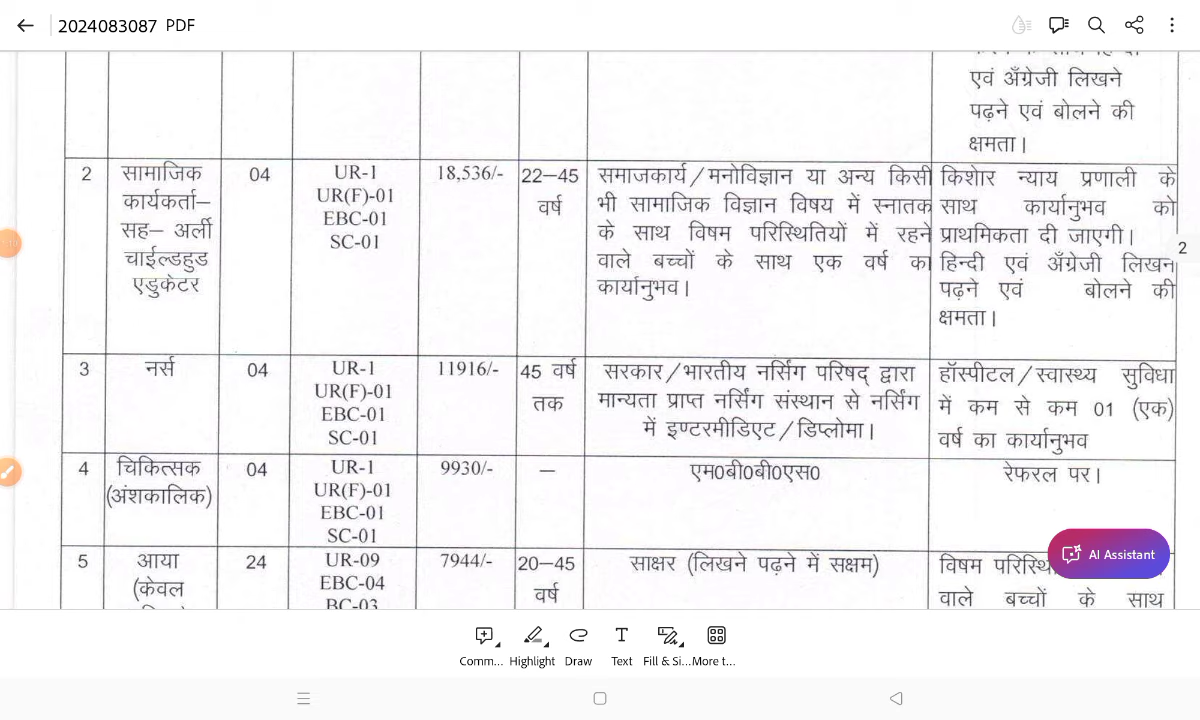 2024083087 PDF
एवं अँग्रेजी लिखने
पढ़ने एवं बोलने की
क्षमता।
2
सामाजिक
कार्यकर्ता–
सह– अर्ली
चाईल्डहुड
एडुकेटर
04
UR-1
UR(F)-01
EBC-01
SC-01
18,536/-
22–45
वर्ष
समाजकार्य/मनोविज्ञान या अन्य किसी
भी सामाजिक विज्ञान विषय में स्नातक
के साथ विषम परिस्थितियों में रहने
वाले बच्चों के साथ एक वर्ष का
कार्यानुभव।
किशोर न्याय प्रणाली के
साथ कार्यानुभव को
प्राथमिकता दी जाएगी।
हिन्दी एवं अँग्रेजी लिखन
पढ़ने एवं बोलने की
क्षमता।
2
3
नर्स
04
UR-1
UR(F)-01
EBC-01
SC-01
11916/-
45 वर्ष
तक
सरकार/भारतीय नर्सिंग परिषद् द्वारा
मान्यता प्राप्त नर्सिंग संस्थान से नर्सिंग
में इण्टरमीडिएट/डिप्लोमा।
हॉस्पीटल/स्वास्थ्य सुविधा
में कम से कम 01 (एक)
वर्ष का कार्यानुभव
4
चिकित्सक
(अंशकालिक)
04
UR-1
UR(F)-01
EBC-01
SC-01
9930/-
—
एम0बी0बी0एस0
रेफरल पर।
5
आया
(केवल
24
UR-09
EBC-04
BC-03
7944/-
20–45
वर्ष
साक्षर (लिखने पढ़ने में सक्षम)
विषम
वाले बच्चों के साथ
AI Assistant
Comm...
Highlight
Draw
Text
Fill & Si...
More t...